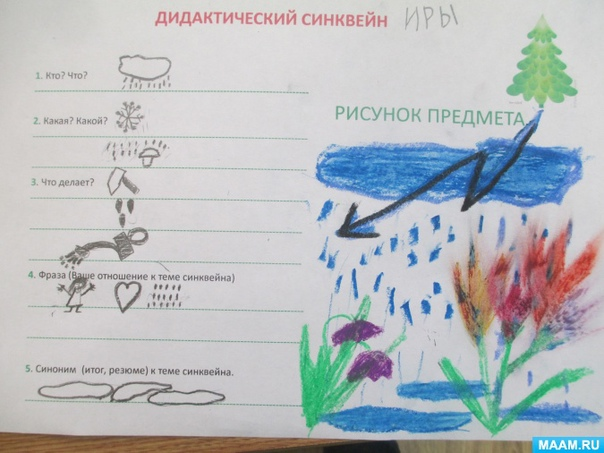 ДИДАКТИЧЕСКИЙ СИНКВЕЙН ИРЫ
1. Кто? Что?
2. Какая? Какой?
РИСУНОК ПРЕДМЕТА
3. Что делает?
4. Фраза (Ваше отношение к теме синквейна)
5. Синоним (итог, резюме) к теме синквейна.
MAAM.RU